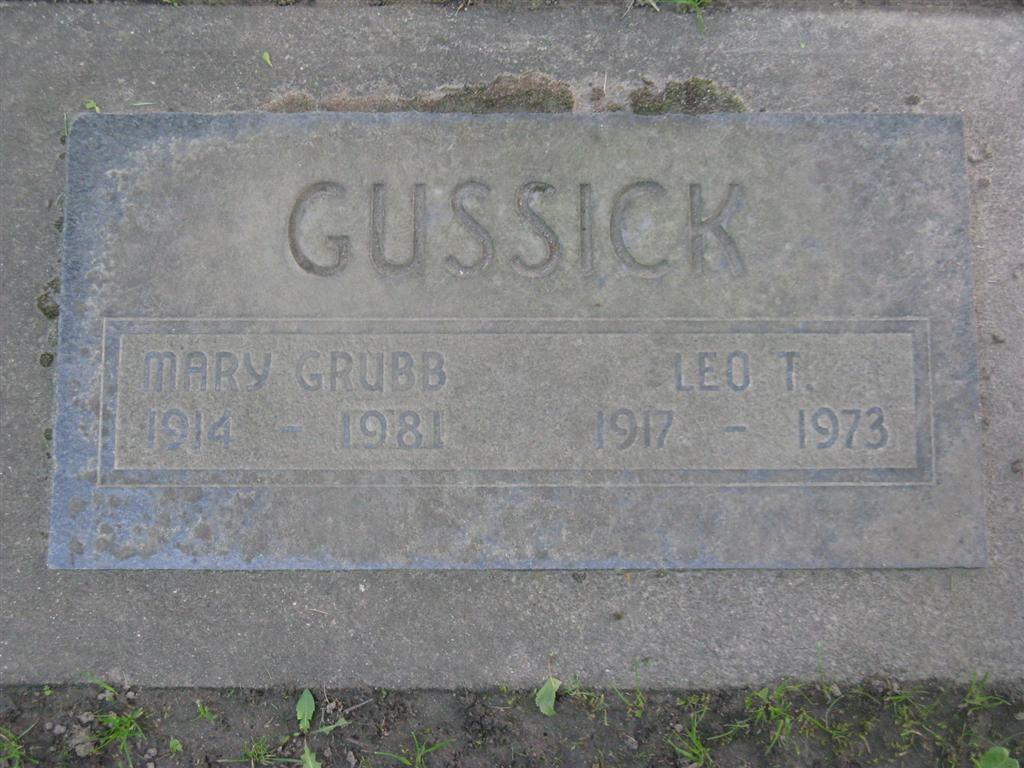 GUSSICK
MARY GRUBB LEO T.
1914 - 1981 1917 - 1973